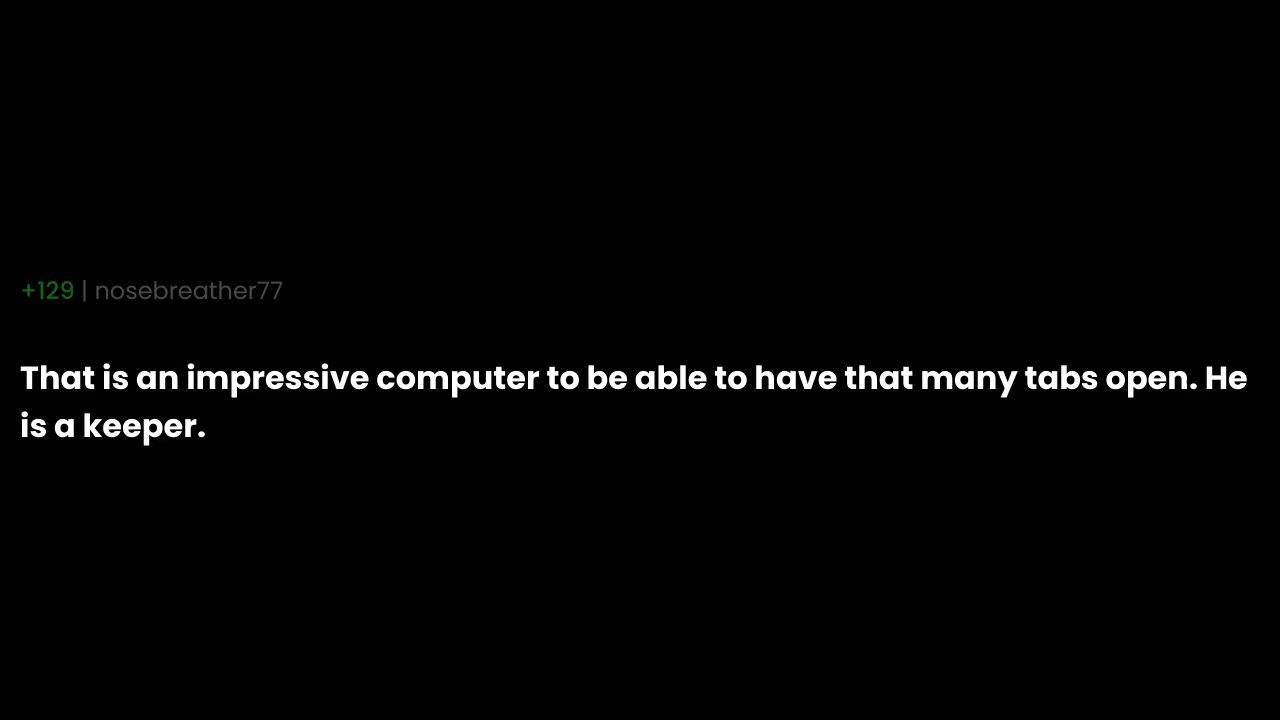 +129 | nosebreather77
That is an impressive computer to be able to have that many tabs open. He
is a keeper.